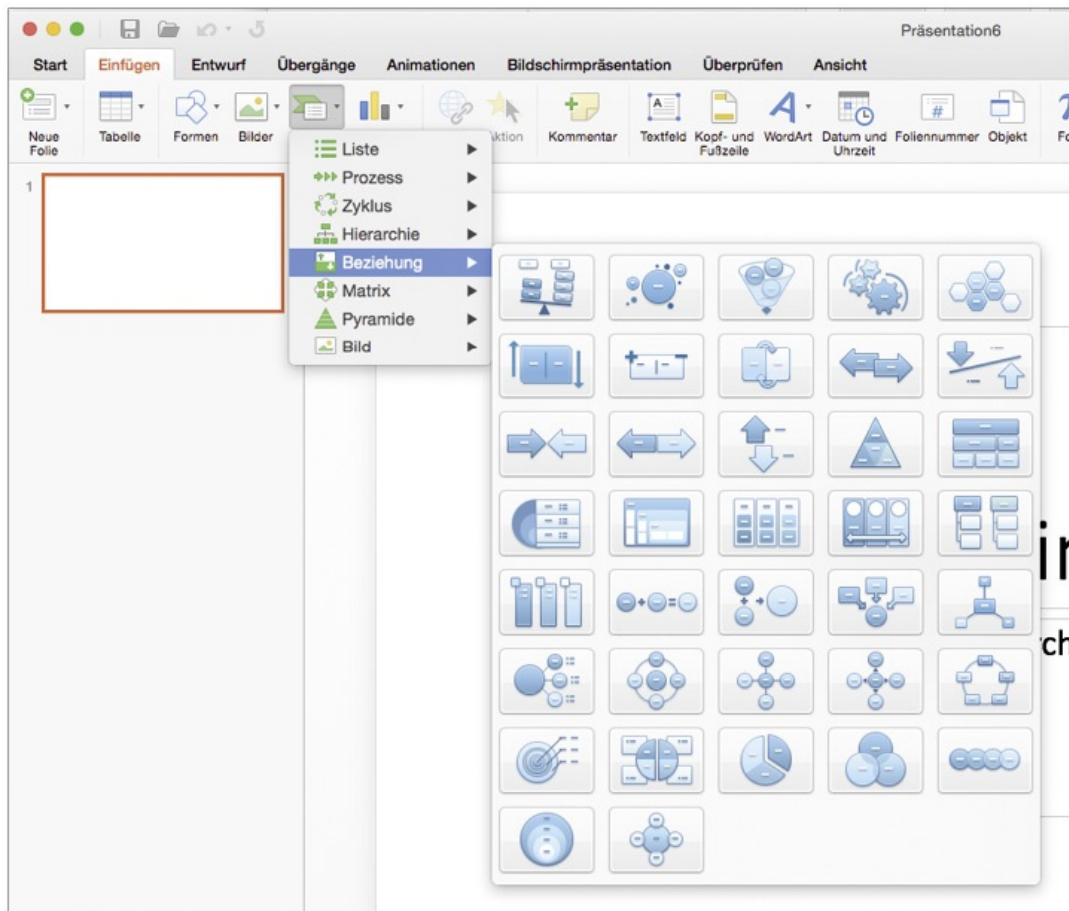 Präsentation6
Start Einfügen Entwurf Übergänge Animationen Bildschirmpräsentation Überprüfen Ansicht
Neue Folie
Tabelle
Formen
Bilder
Kommentar
Textfeld
Kopf- und Fußzeile
WordArt
Datum und Uhrzeit
Foliennummer
Objekt
Liste
Prozess
Zyklus
Hierarchie
Beziehung
Matrix
Pyramide
Bild
1